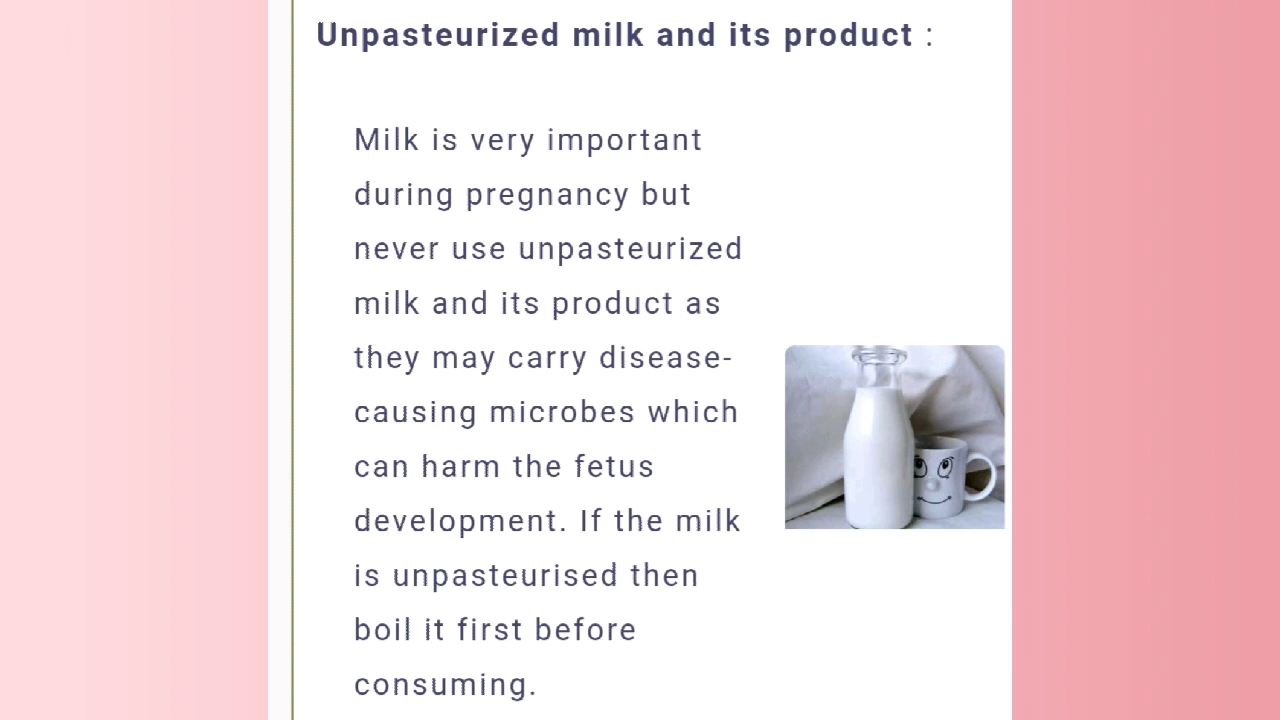 Unpasteurized milk and its product :
Milk is very important
during pregnancy but
never use unpasteurized
milk and its product as
they may carry disease-
causing microbes which
can harm the fetus
development. If the milk
is unpasteurised then
boil it first before
consuming.